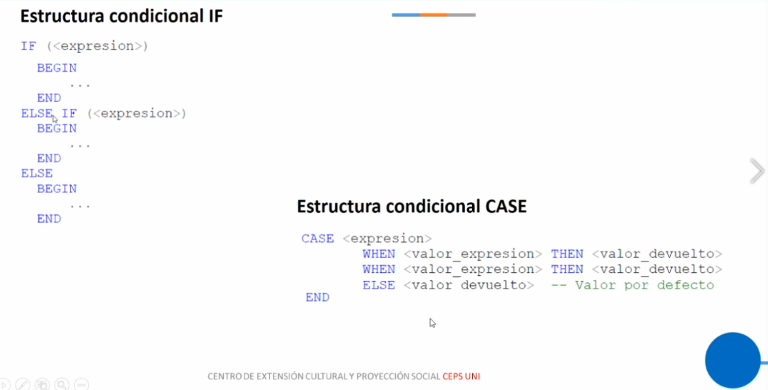 Estructura condicional IF
IF (<expresion>)
BEGIN
...
END
ELSE IF (<expresion>)
BEGIN
...
END
ELSE
BEGIN
...
END
Estructura condicional CASE
CASE <expresion>
WHEN <valor_expresion> THEN <valor_devuelto>
WHEN <valor_expresion> THEN <valor_devuelto>
ELSE <valor devuelto> -- Valor por defecto
END
CENTRO DE EXTENSIÓN CULTURAL Y PROYECCIÓN SOCIAL CEPS UNI